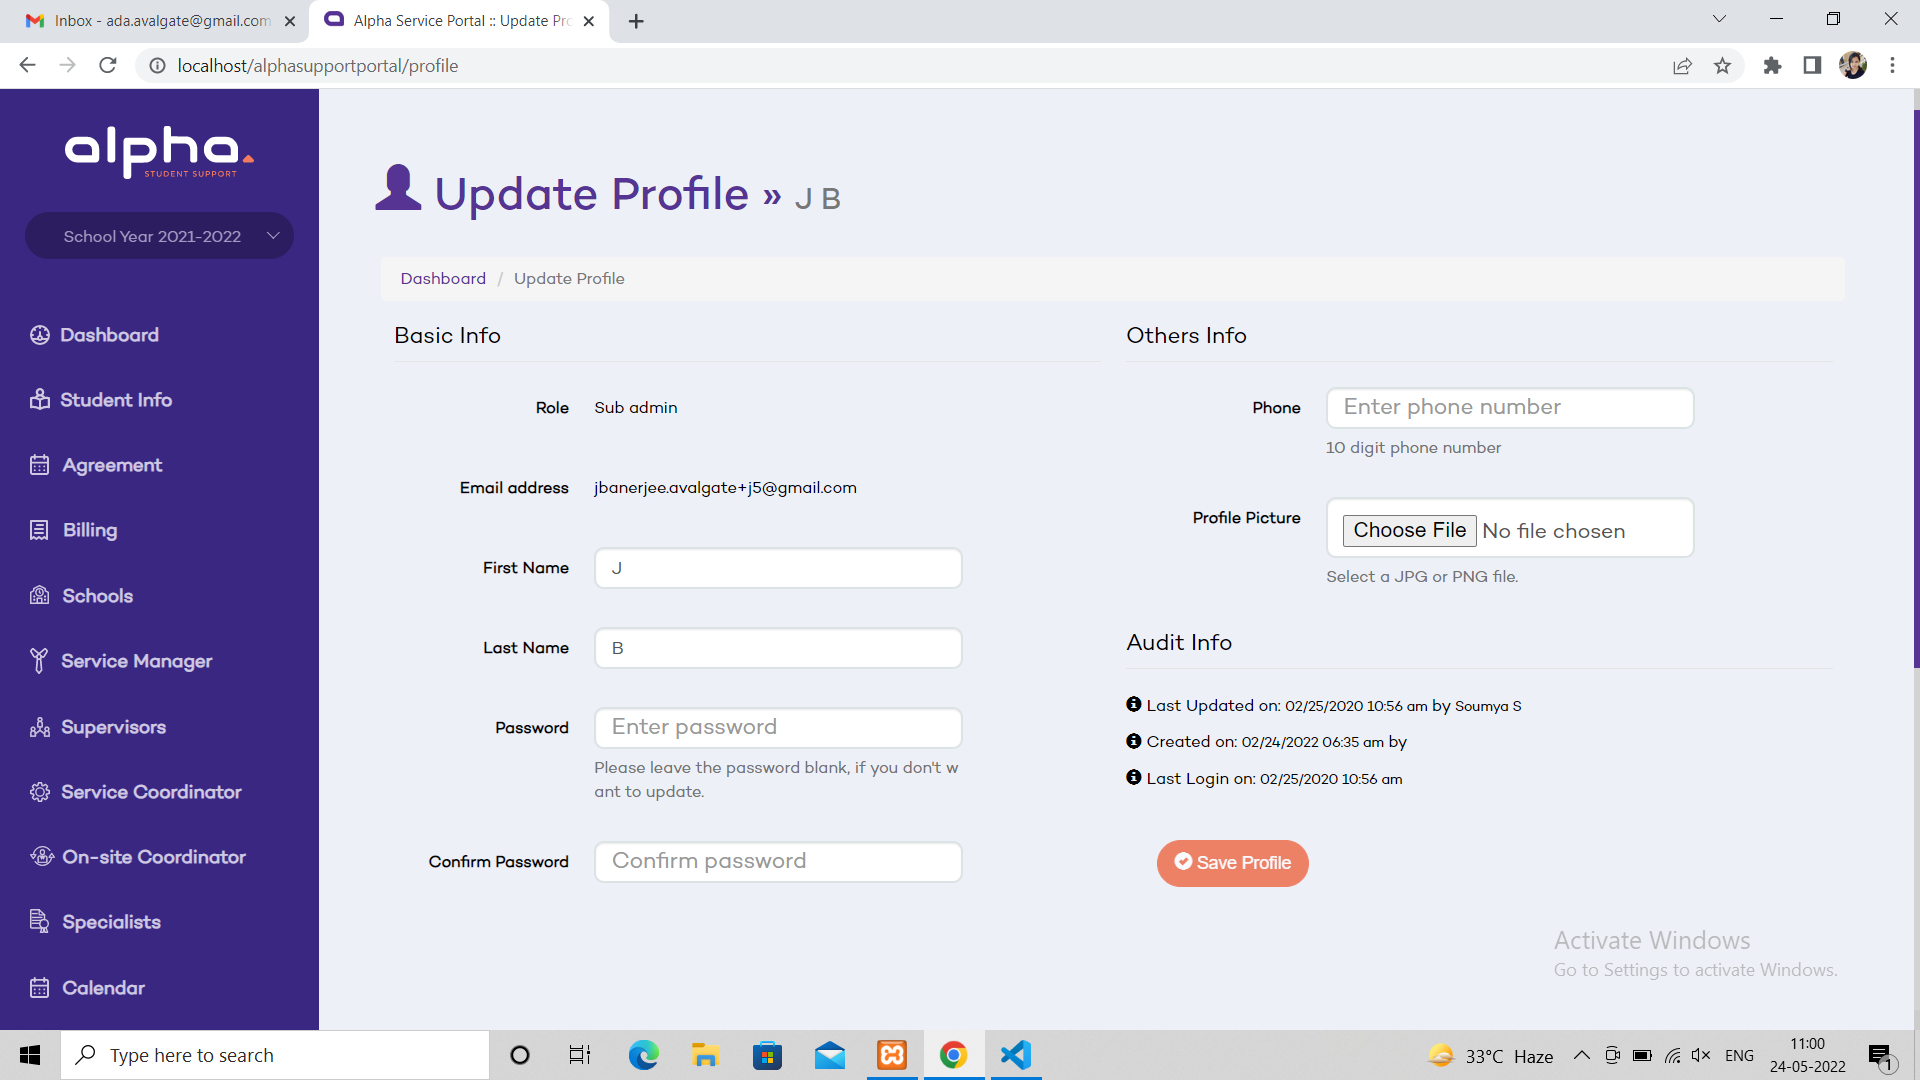 Inbox - ada.avalgate@gmail.com
Alpha Service Portal :: Update Pro
localhost/alphasupportportal/profile
alpha.
STUDENT SUPPORT
School Year 2021-2022
Dashboard
Student Info
Agreement
Billing
Schools
Service Manager
Supervisors
Service Coordinator
On-site Coordinator
Specialists
Calendar
Update Profile » J B
Dashboard / Update Profile
Basic Info
Role Sub admin
Email address jbanerjee.avalgate+j5@gmail.com
First Name J
Last Name B
Password Enter password
Please leave the password blank, if you don't w
ant to update.
Confirm Password Confirm password
Others Info
Phone Enter phone number
10 digit phone number
Profile Picture Choose File No file chosen
Select a JPG or PNG file.
Audit Info
Last Updated on: 02/25/2020 10:56 am by Soumya S
Created on: 02/24/2022 06:35 am by
Last Login on: 02/25/2020 10:56 am
Save Profile
Activate Windows
Go to Settings to activate Windows.
Type here to search
33°C Haze
ENG
11:00
24-05-2022
1